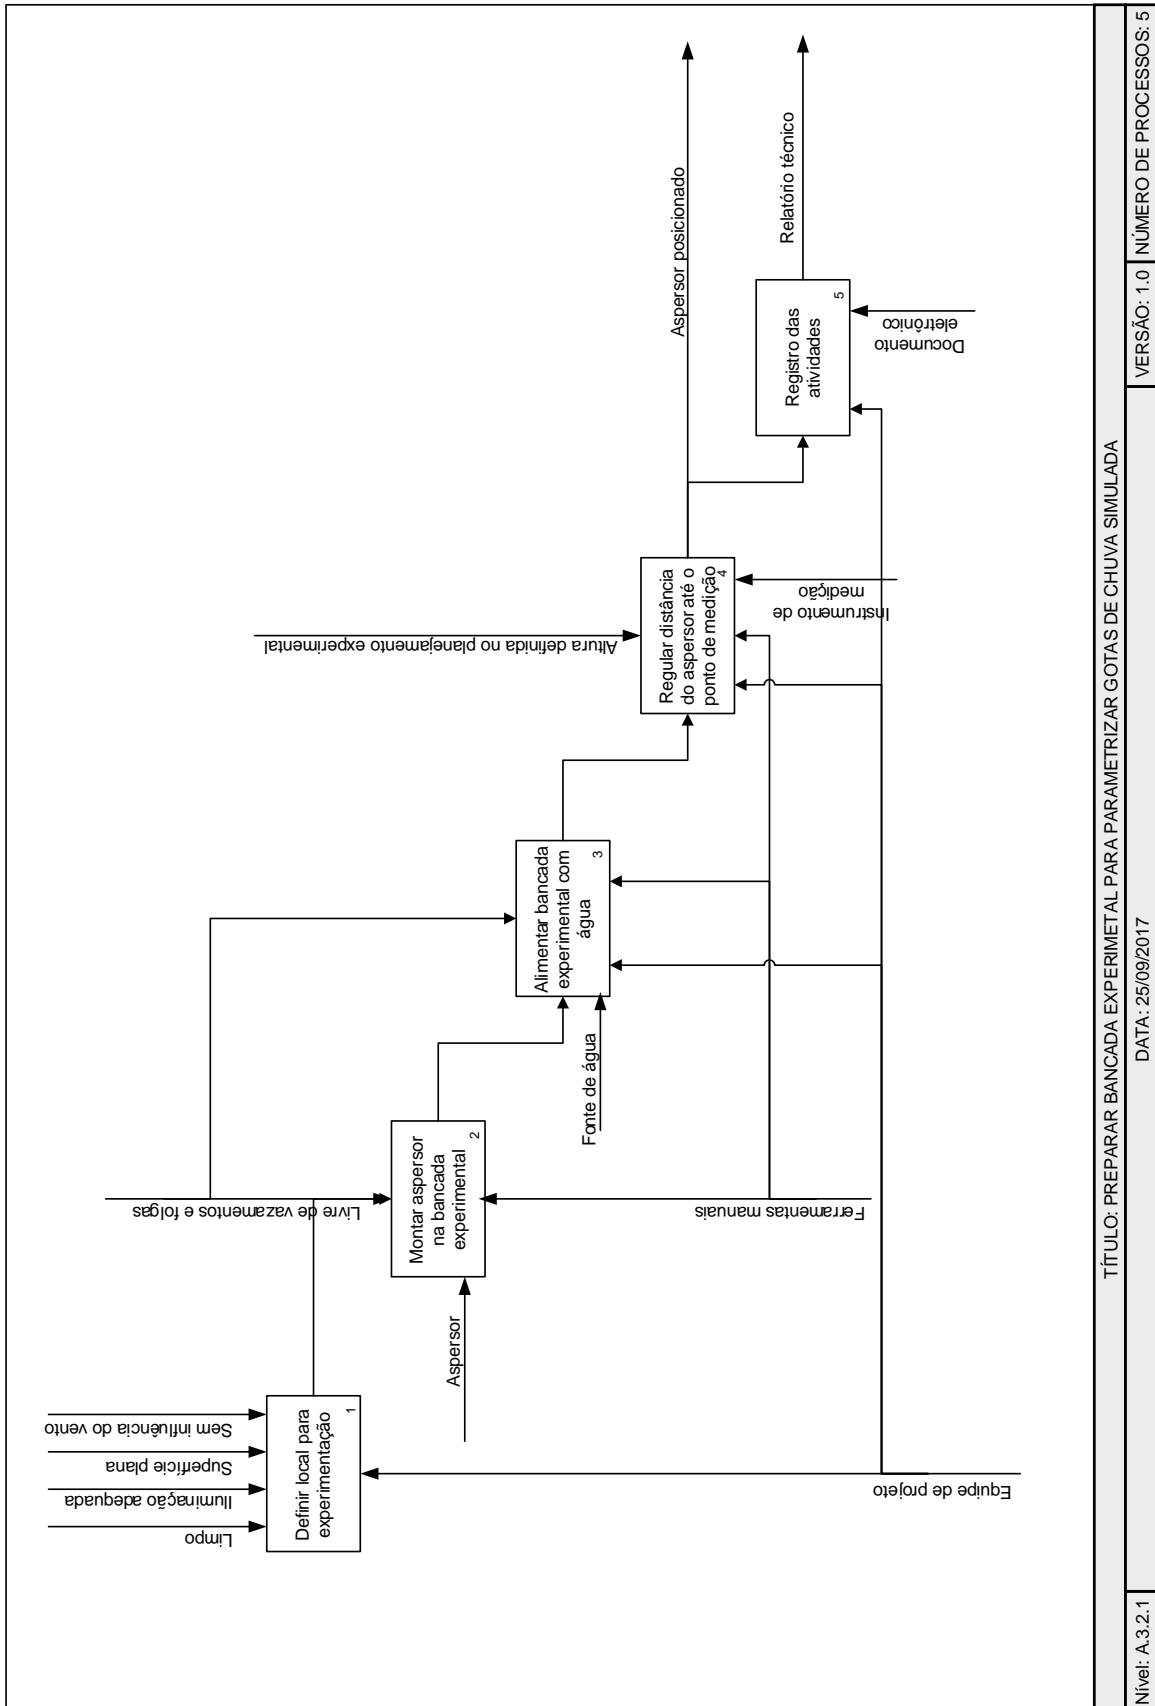 Limpo
Iluminação adequada
Superfície plana
Sem influência do vento
Definir local para
experimentação
1
Livre de vazamentos e folgas
Aspersor
Montar aspersor
na bancada
experimental
2
Fonte de água
Alimentar bancada
experimental com
água
3
Altura definida no planejamento experimental
Regular distância
do aspersor até o
ponto de medição
4
Instrumento de
medição
Aspersor posicionado
Registro das
atividades
5
Relatório técnico
Documento
eletrônico
Ferramentas manuais
Equipe de projeto
TÍTULO: PREPARAR BANCADA EXPERIMETAL PARA PARAMETRIZAR GOTAS DE CHUVA SIMULADA
Nível: A.3.2.1
DATA: 25/09/2017
VERSÃO: 1.0
NÚMERO DE PROCESSOS: 5